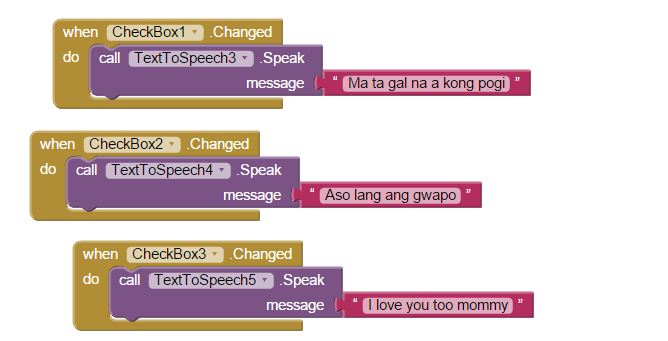 when CheckBox1 .Changed
do call TextToSpeech3 .Speak
message “ Ma ta gal na a kong pogi ”
when CheckBox2 .Changed
do call TextToSpeech4 .Speak
message “ Aso lang ang gwapo ”
when CheckBox3 .Changed
do call TextToSpeech5 .Speak
message “ I love you too mommy ”